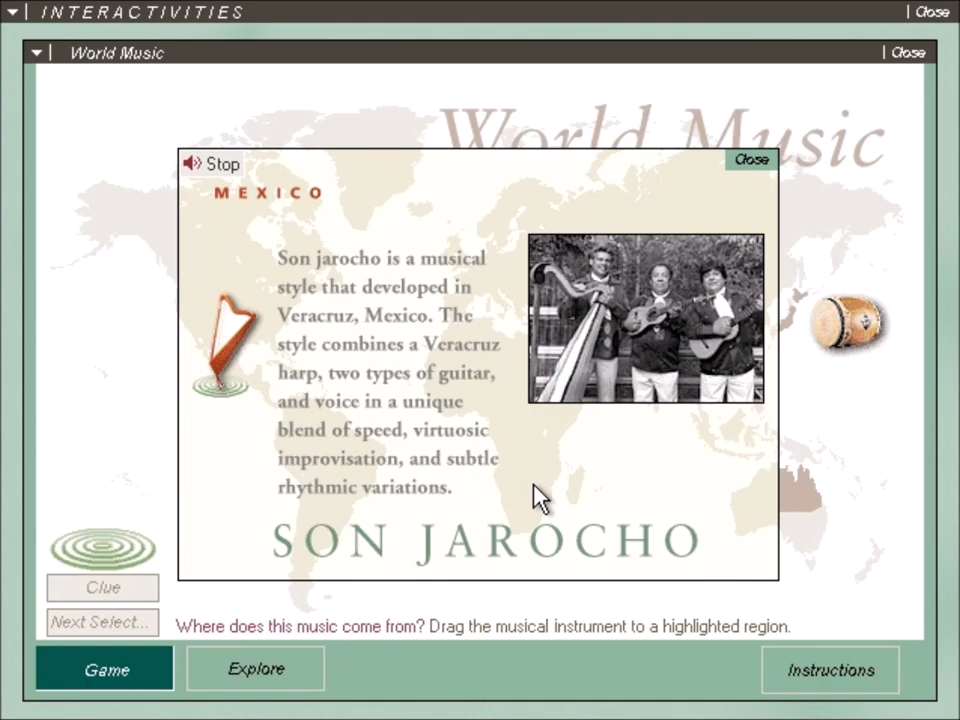 INTERACTIVITIES
Close
World Music
Close
World Music
Stop
Close
MEXICO
Son jarocho is a musical
style that developed in
Veracruz, Mexico. The
style combines a Veracruz
harp, two types of guitar,
and voice in a unique
blend of speed, virtuosic
improvisation, and subtle
rhythmic variations.
SON JAROCHO
Clue
Next Select...
Where does this music come from? Drag the musical instrument to a highlighted region.
Game
Explore
Instructions